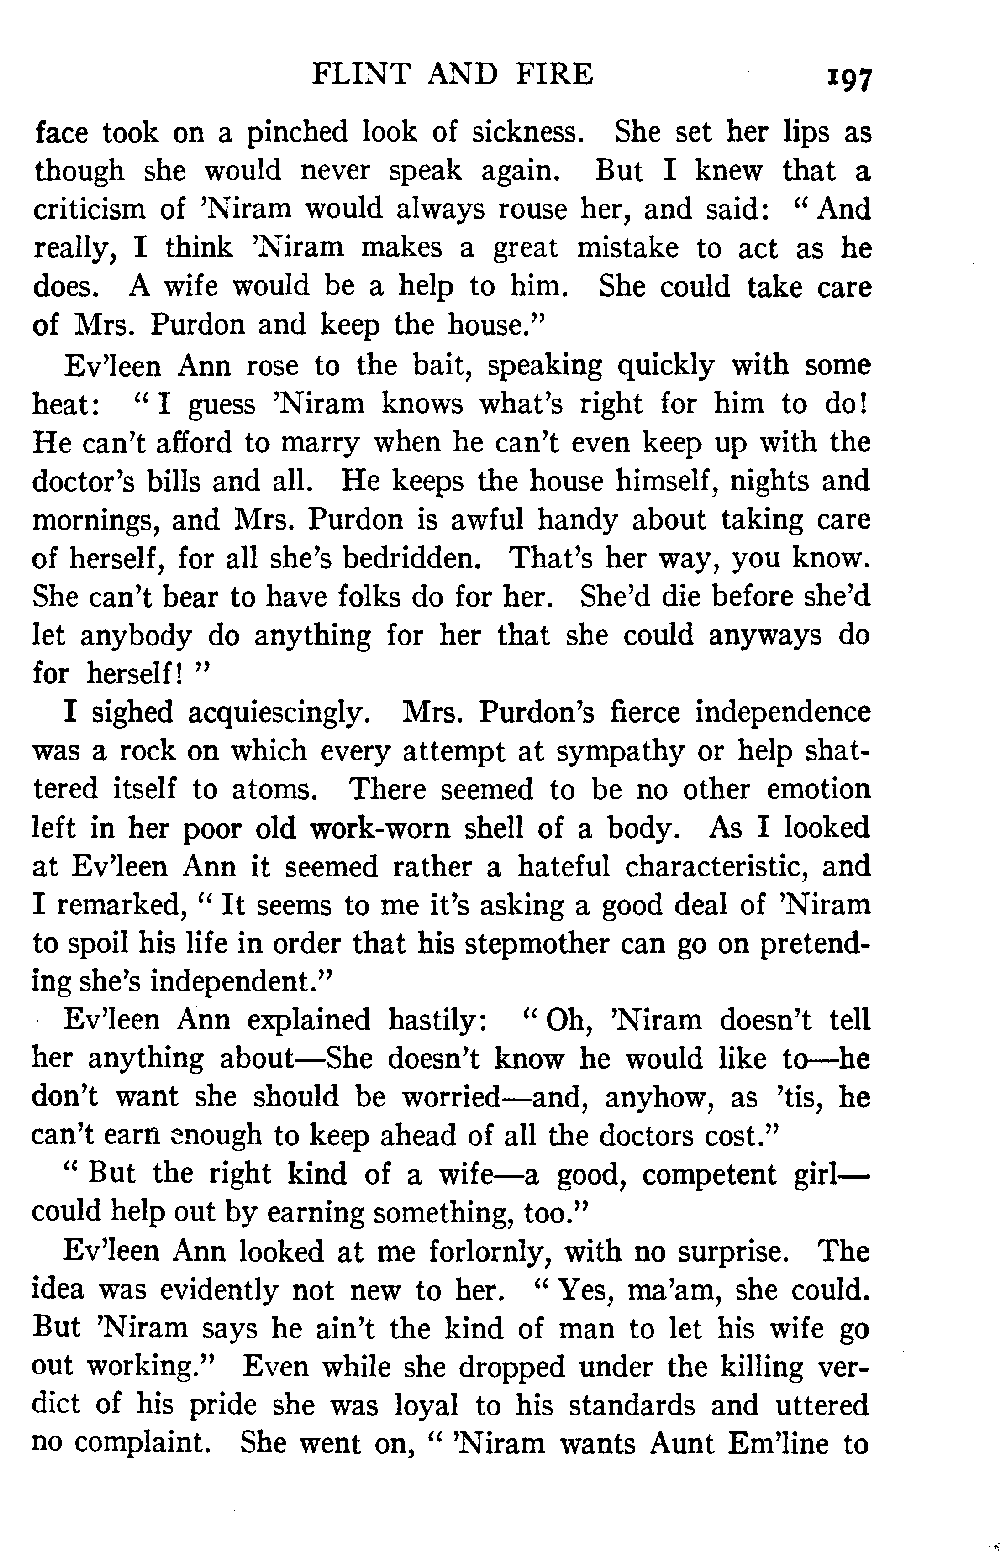 FLINT AND FIRE 197
face took on a pinched look of sickness. She set her lips as
though she would never speak again. But I knew that a
criticism of ’Niram would always rouse her, and said: “ And
really, I think ’Niram makes a great mistake to act as he
does. A wife would be a help to him. She could take care
of Mrs. Purdon and keep the house.”
Ev’leen Ann rose to the bait, speaking quickly with some
heat: “ I guess ’Niram knows what’s right for him to do!
He can’t afford to marry when he can’t even keep up with the
doctor’s bills and all. He keeps the house himself, nights and
mornings, and Mrs. Purdon is awful handy about taking care
of herself, for all she’s bedridden. That’s her way, you know.
She can’t bear to have folks do for her. She’d die before she’d
let anybody do anything for her that she could anyways do
for herself! ”
I sighed acquiescingly. Mrs. Purdon’s fierce independence
was a rock on which every attempt at sympathy or help shat-
tered itself to atoms. There seemed to be no other emotion
left in her poor old work-worn shell of a body. As I looked
at Ev’leen Ann it seemed rather a hateful characteristic, and
I remarked, “ It seems to me it’s asking a good deal of ’Niram
to spoil his life in order that his stepmother can go on pretend-
ing she’s independent.”
Ev’leen Ann explained hastily: “ Oh, ’Niram doesn’t tell
her anything about—She doesn’t know he would like to—he
don’t want she should be worried—and, anyhow, as ’tis, he
can’t earn enough to keep ahead of all the doctors cost.”
“ But the right kind of a wife—a good, competent girl—
could help out by earning something, too.”
Ev’leen Ann looked at me forlornly, with no surprise. The
idea was evidently not new to her. “ Yes, ma’am, she could.
But ’Niram says he ain’t the kind of man to let his wife go
out working.” Even while she dropped under the killing ver-
dict of his pride she was loyal to his standards and uttered
no complaint. She went on, “ ’Niram wants Aunt Em’line to